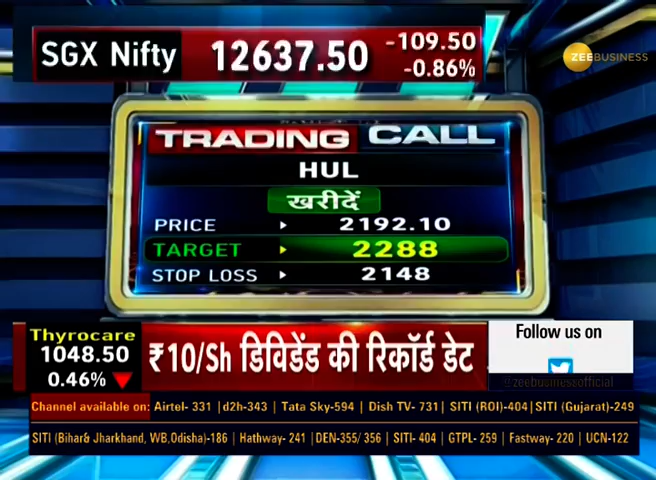 SGX Nifty 12637.50 -109.50
-0.86%
ZEEBUSINESS
TRADING CALL
HUL
खरीदें
PRICE 2192.10
TARGET 2288
STOP LOSS 2148
Thyrocare
1048.50
0.46%
₹10/Sh डिविडेंड की रिकॉर्ड डेट
Follow us on
@zeebusinessofficial
Channel available on: Airtel- 331 | d2h-343 | Tata Sky-594 | Dish TV- 731 | SITI (ROI)-404 | SITI (Gujarat)-249
SITI (Bihar& Jharkhand, WB,Odisha)-186 | Hathway- 241 |DEN-355/ 356 | SITI- 404 | GTPL- 259 | Fastway- 220 | UCN-122